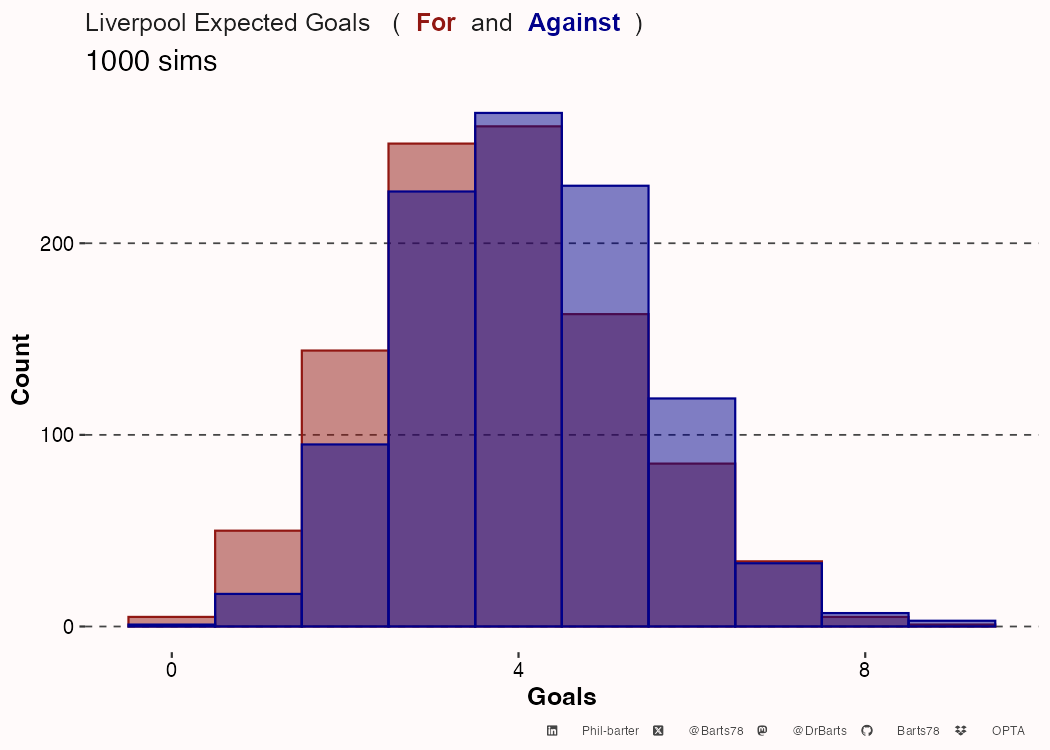 Liverpool Expected Goals ( For and Against )
1000 sims
200
100
0
Count
0 4 8
Goals
Phil-barter @Barts78 @DrBarts Barts78 OPTA